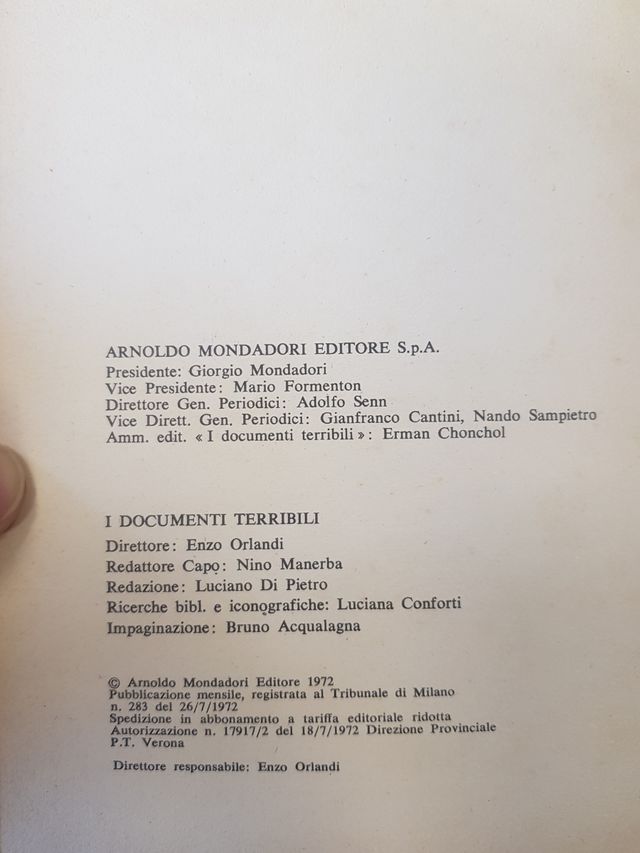 ARNOLDO MONDADORI EDITORE S.p.A.
Presidente: Giorgio Mondadori
Vice Presidente: Mario Formenton
Direttore Gen. Periodici: Adolfo Senn
Vice Dirett. Gen. Periodici: Gianfranco Cantini, Nando Sampietro
Amm. edit. « I documenti terribili »: Erman Chonchol
I DOCUMENTI TERRIBILI
Direttore: Enzo Orlandi
Redattore Capo: Nino Manerba
Redazione: Luciano Di Pietro
Ricerche bibl. e iconografiche: Luciana Conforti
Impaginazione: Bruno Acqualagna
© Arnoldo Mondadori Editore 1972
Pubblicazione mensile, registrata al Tribunale di Milano
n. 283 del 26/7/1972
Spedizione in abbonamento a tariffa editoriale ridotta
Autorizzazione n. 17917/2 del 18/7/1972 Direzione Provinciale
P.T. Verona
Direttore responsabile: Enzo Orlandi